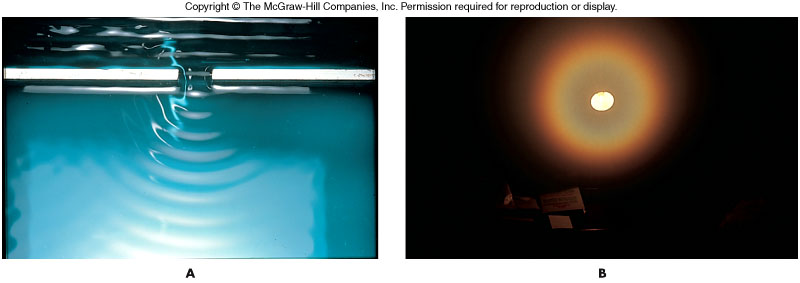 Copyright © The McGraw-Hill Companies, Inc. Permission required for reproduction or display.
A
B